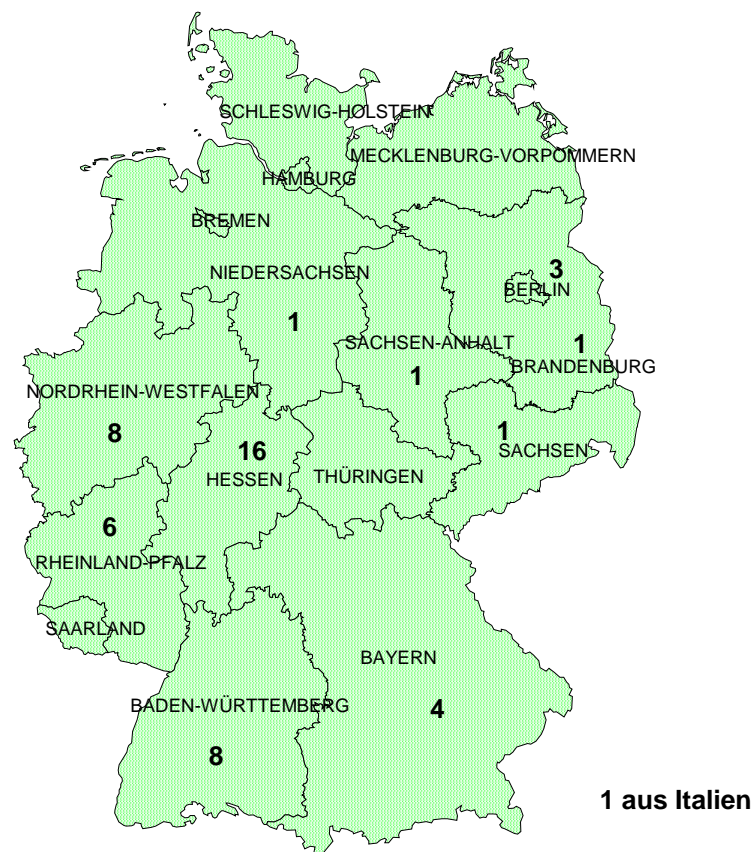 SCHLESWIG-HOLSTEIN
MECKLENBURG-VORPOMMERN
HAMBURG
BREMEN
NIEDERSACHSEN
1
3
BERLIN
SACHSEN-ANHALT
1
1
BRANDENBURG
NORDRHEIN-WESTFALEN
8
16
HESSEN
THÜRINGEN
1
SACHSEN
6
RHEINLAND-PFALZ
SAARLAND
BAYERN
4
BADEN-WÜRTTEMBERG
8
1 aus Italien